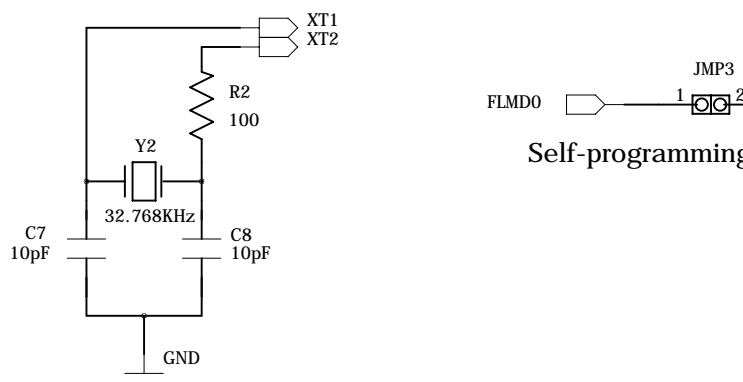 XT1
XT2
R2
100
Y2
32.768KHz
C7
10pF
C8
10pF
GND
JMP3
FLMD0
1
2
Self-programming